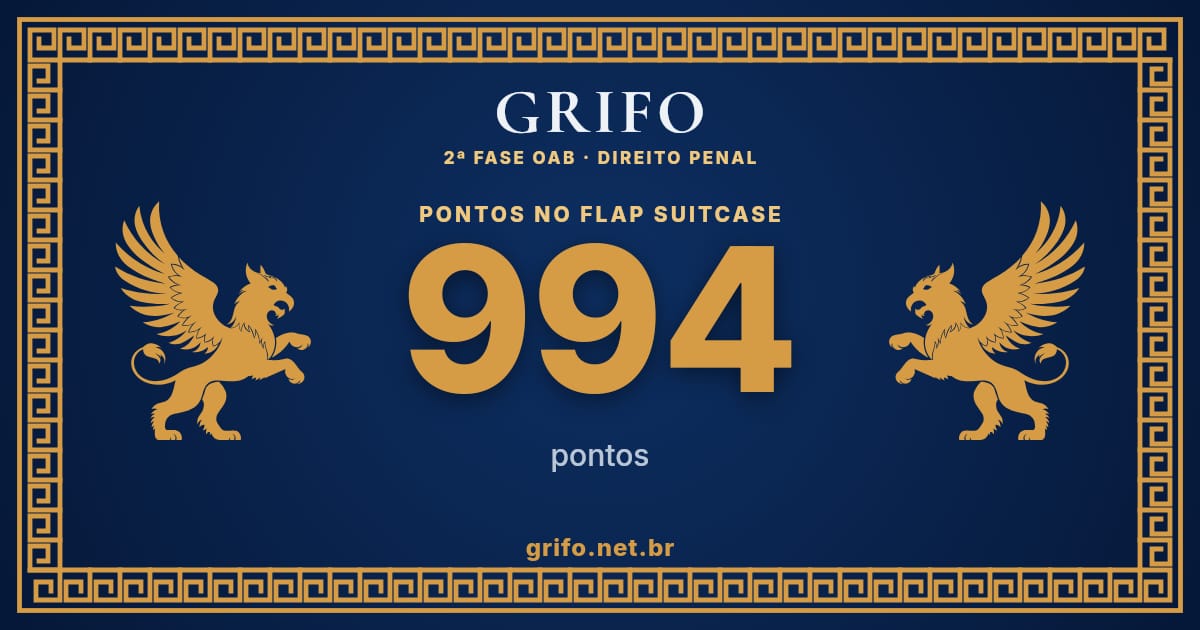 GRIFO
2ª FASE OAB · DIREITO PENAL
PONTOS NO FLAP SUITCASE
994
pontos
grifo.net.br